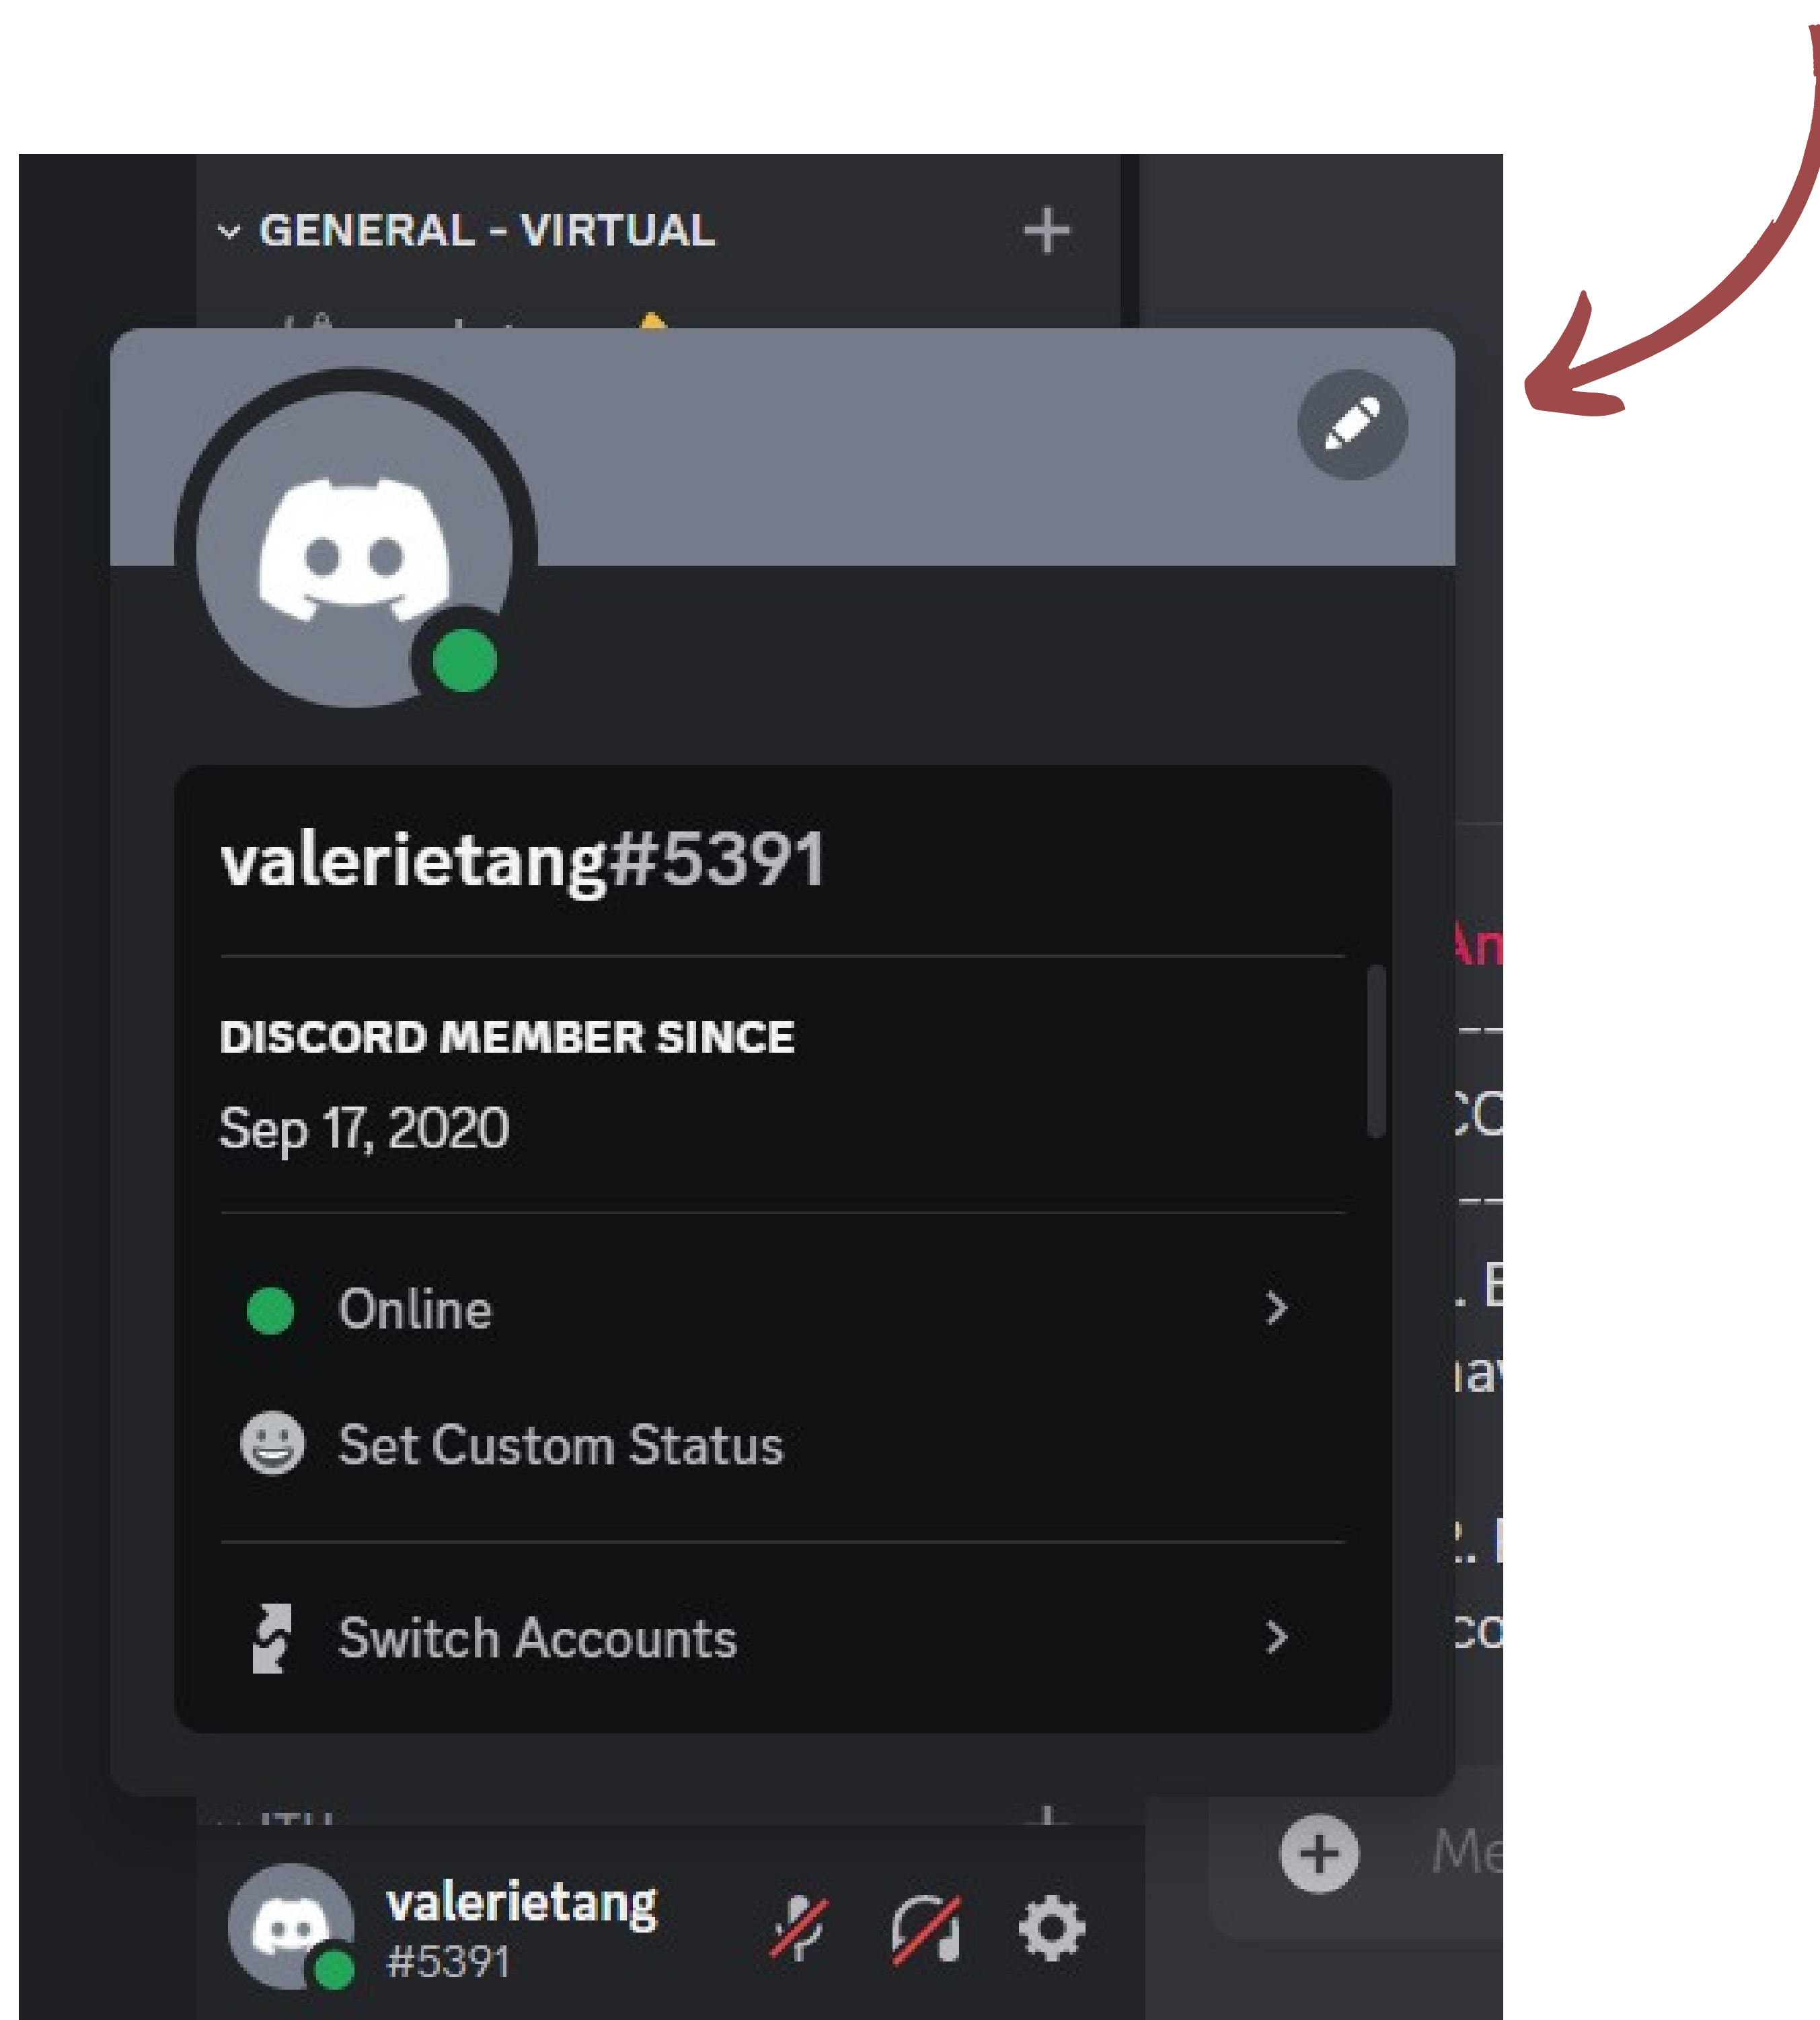 GENERAL - VIRTUAL
valerietang#5391
DISCORD MEMBER SINCE
Sep 17, 2020
Online
Set Custom Status
Switch Accounts
valerietang
#5391